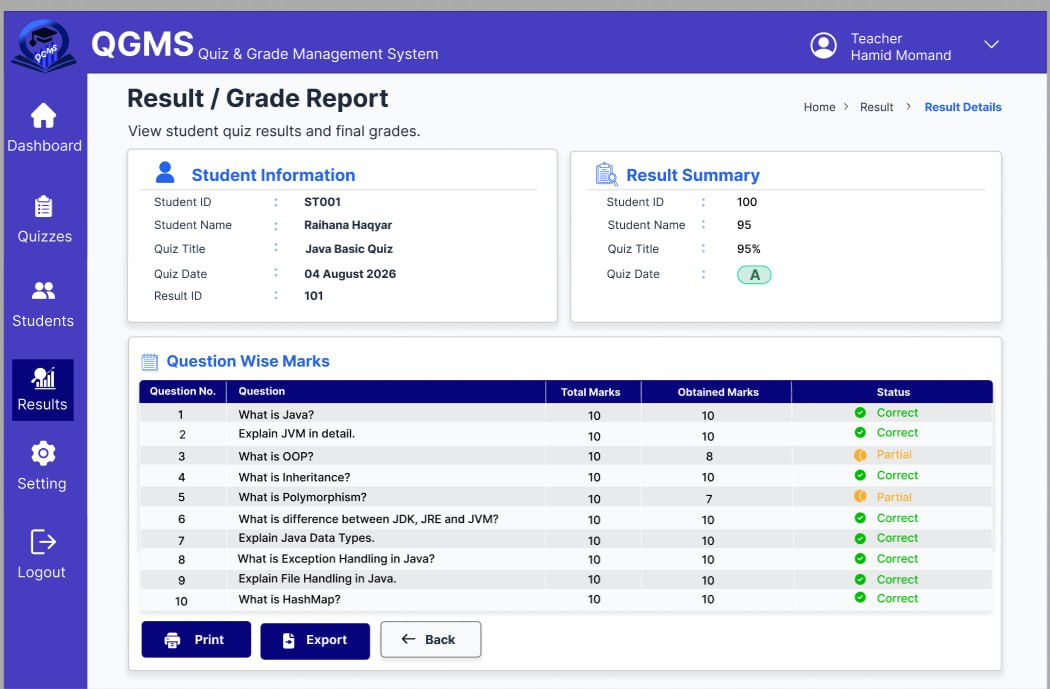 QGMS
QGMS Quiz & Grade Management System
Teacher
Hamid Momand
Dashboard
Quizzes
Students
Results
Setting
Logout
Result / Grade Report
View student quiz results and final grades.
Home > Result > Result Details
Student Information
Student ID : ST001
Student Name : Raihana Haqyar
Quiz Title : Java Basic Quiz
Quiz Date : 04 August 2026
Result ID : 101
Result Summary
Student ID : 100
Student Name : 95
Quiz Title : 95%
Quiz Date : A
Question Wise Marks
Question No. Question Total Marks Obtained Marks Status
1 What is Java? 10 10 Correct
2 Explain JVM in detail. 10 10 Correct
3 What is OOP? 10 8 Partial
4 What is Inheritance? 10 10 Correct
5 What is Polymorphism? 10 7 Partial
6 What is difference between JDK, JRE and JVM? 10 10 Correct
7 Explain Java Data Types. 10 10 Correct
8 What is Exception Handling in Java? 10 10 Correct
9 Explain File Handling in Java. 10 10 Correct
10 What is HashMap? 10 10 Correct
Print
Export
Back